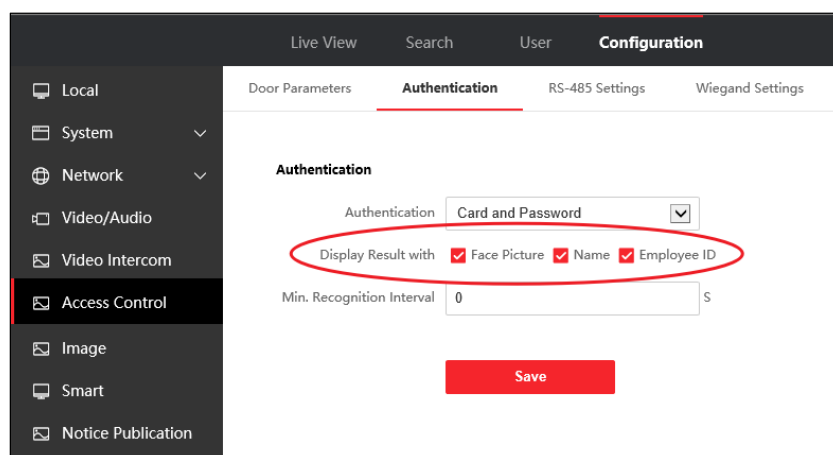 Live View Search User Configuration
Local
System
Network
Video/Audio
Video Intercom
Access Control
Image
Smart
Notice Publication
Door Parameters Authentication RS-485 Settings Wiegand Settings
Authentication
Authentication Card and Password
Display Result with Face Picture Name Employee ID
Min. Recognition Interval 0 S
Save